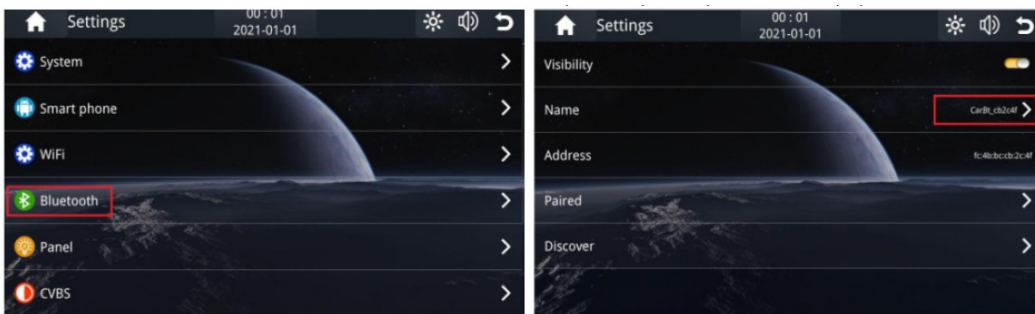 Settings
00 : 01
2021-01-01
System
Smart phone
WiFi
Bluetooth
Panel
CVBS
Settings
00 : 01
2021-01-01
Visibility
Name
CarBt_cb2c4f
Address
fc:4b:bc:cb:2c:4f
Paired
Discover